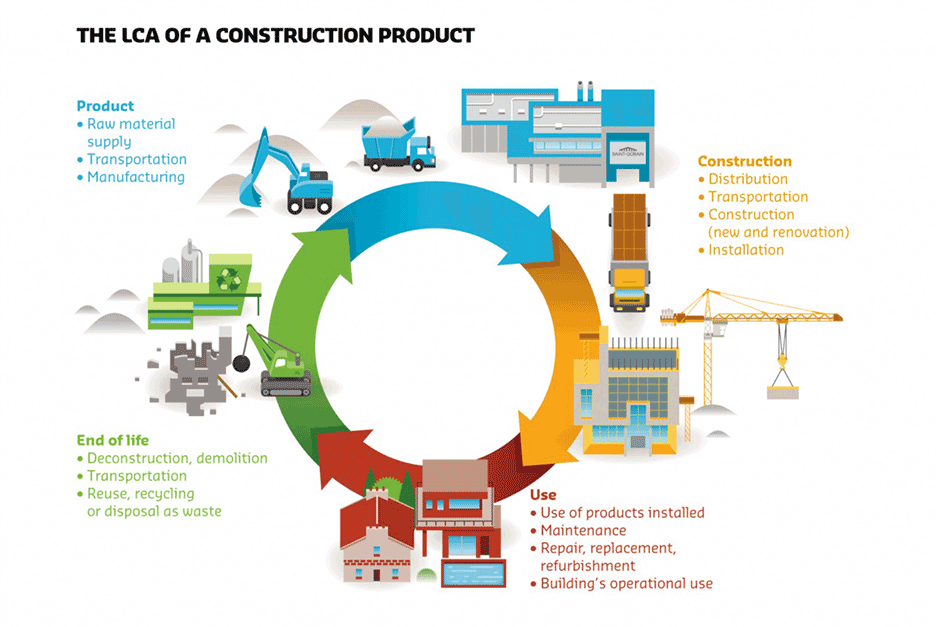 THE LCA OF A CONSTRUCTION PRODUCT
Product
• Raw material
supply
• Transportation
• Manufacturing
SAINT-GOBAIN
Construction
• Distribution
• Transportation
• Construction
(new and renovation)
• Installation
End of life
• Deconstruction, demolition
• Transportation
• Reuse, recycling
or disposal as waste
Use
• Use of products installed
• Maintenance
• Repair, replacement,
refurbishment
• Building's operational use